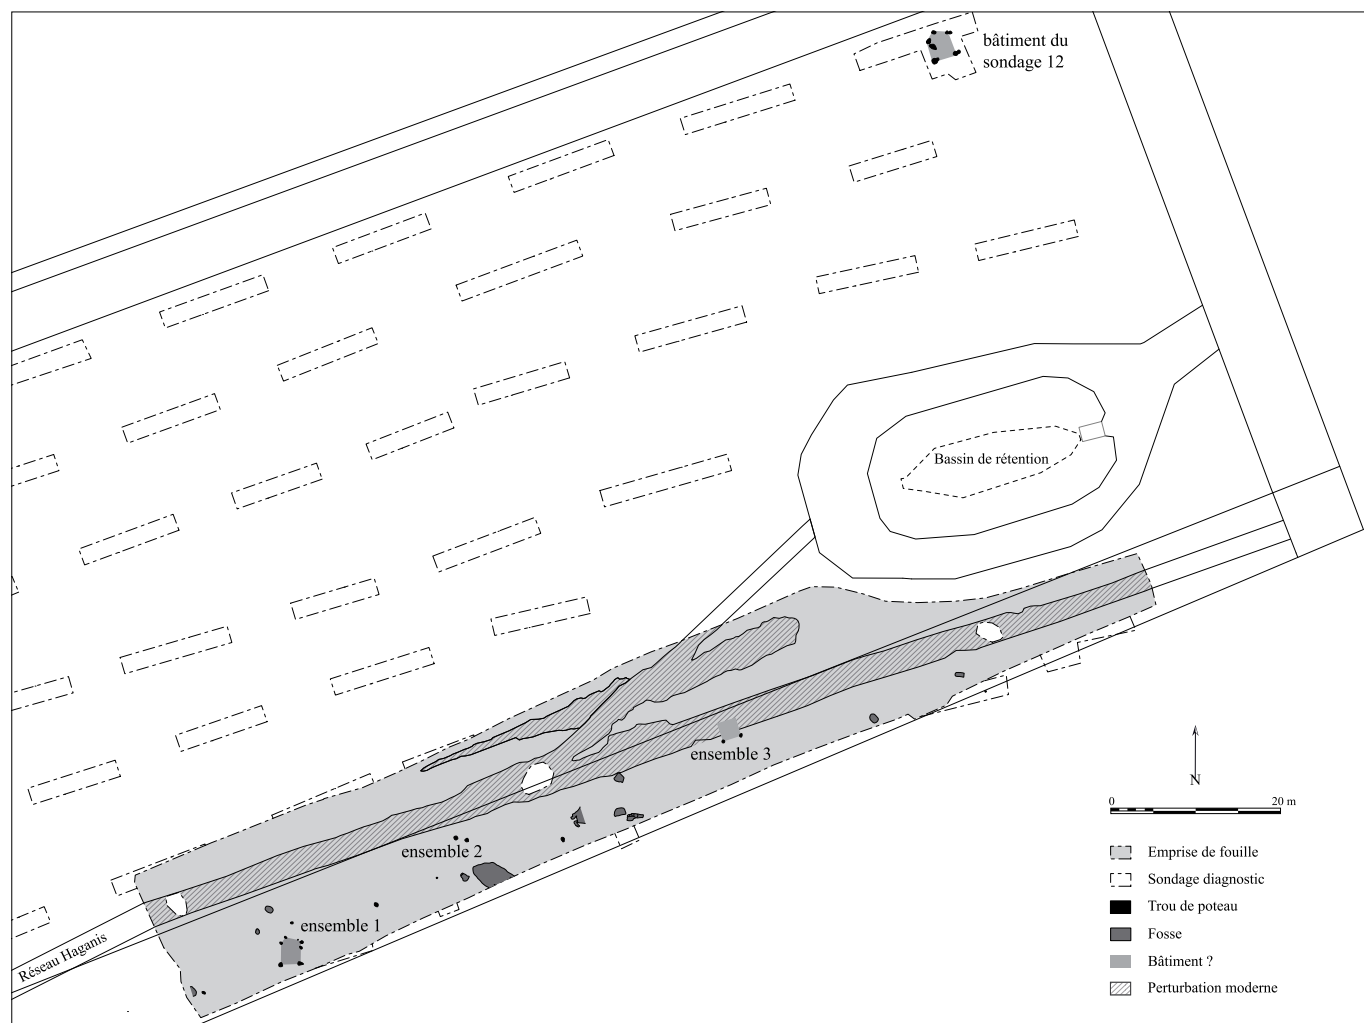 bâtiment du
sondage 12
Bassin de rétention
ensemble 3
ensemble 2
ensemble 1
Réseau Haganis
N
0 20 m
Emprise de fouille
Sondage diagnostic
Trou de poteau
Fosse
Bâtiment ?
Perturbation moderne